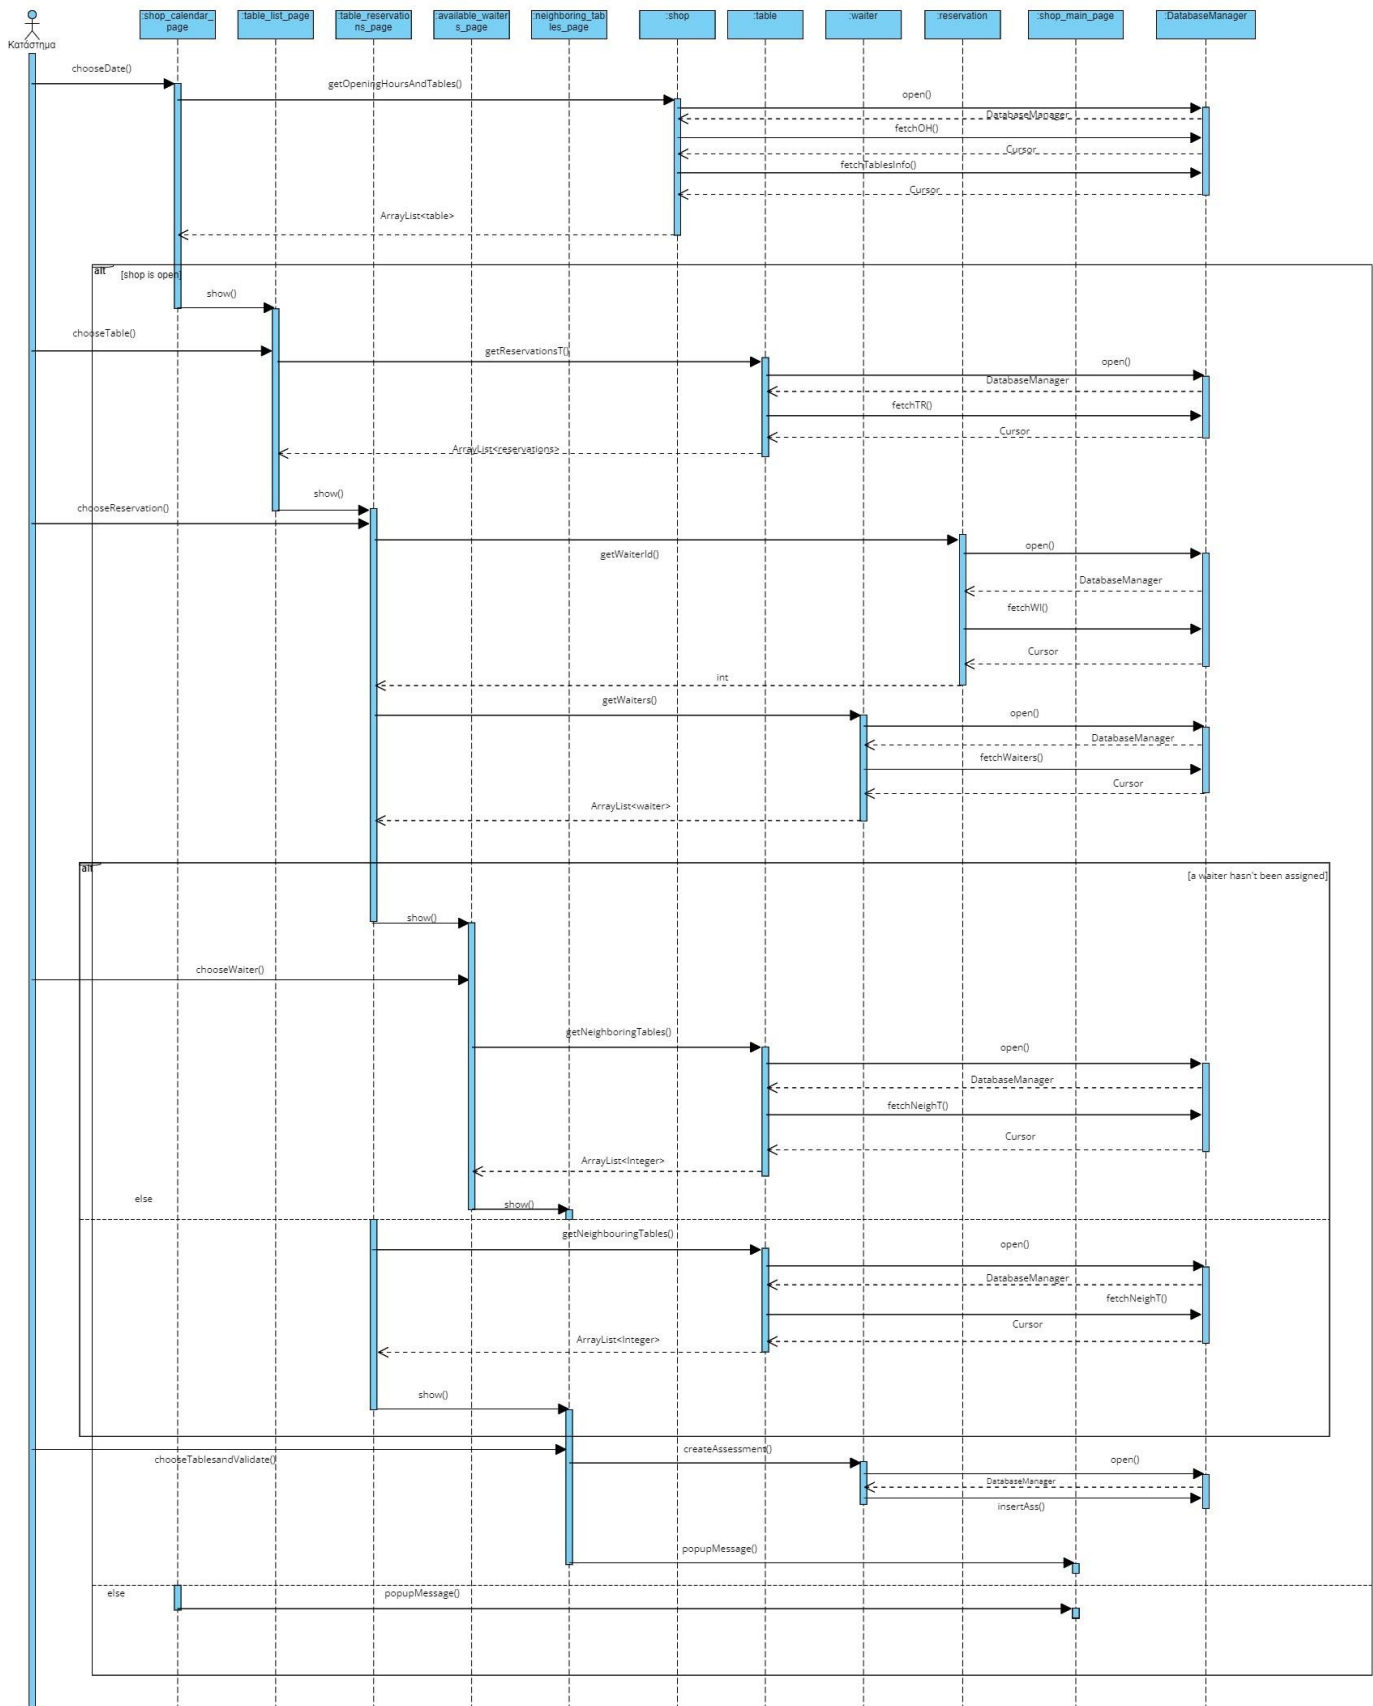 :shop_calendar_
page
:table_list_page
:table_reservatio
ns_page
:available_waiter
s_page
:neighboring_tab
les_page
:shop
:table
:waiter
:reservation
:shop_main_page
:DatabaseManager
Κατάστημα
chooseDate()
getOpeningHoursAndTables()
open()
DatabaseManager
fetchOH()
Cursor
fetchTablesInfo()
Cursor
ArrayList<table>
alt
[shop is open]
show()
chooseTable()
getReservationsT()
open()
DatabaseManager
fetchTR()
Cursor
ArrayList<reservations>
show()
chooseReservation()
getWaiterId()
open()
DatabaseManager
fetchWI()
Cursor
int
getWaiters()
open()
DatabaseManager
fetchWaiters()
Cursor
ArrayList<waiter>
alt
[a waiter hasn't been assigned]
show()
chooseWaiter()
getNeighboringTables()
open()
DatabaseManager
fetchNeighT()
Cursor
ArrayList<Integer>
else
show()
getNeighbouringTables()
open()
DatabaseManager
fetchNeighT()
Cursor
ArrayList<Integer>
show()
chooseTablesandValidate()
createAssessment()
open()
DatabaseManager
insertAss()
popupMessage()
else
popupMessage()